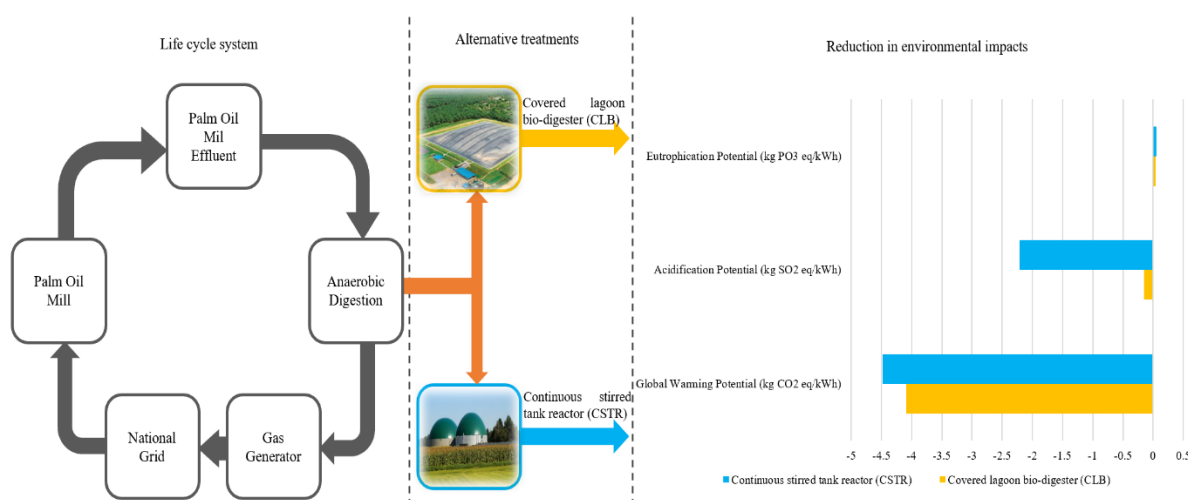 Life cycle system
Palm Oil
Mil
Effluent
Palm Oil
Mill
Anaerobic
Digestion
National
Grid
Gas
Generator
Alternative treatments
Covered lagoon
bio-digester (CLB)
Continuous stirred
tank reactor (CSTR)
Reduction in environmental impacts
Eutrophication Potential (kg PO3 eq/kWh)
Acidification Potential (kg SO2 eq/kWh)
Global Warming Potential (kg CO2 eq/kWh)
-5 -4.5 -4 -3.5 -3 -2.5 -2 -1.5 -1 -0.5 0 0.5
Continuous stirred tank reactor (CSTR) Covered lagoon bio-digester (CLB)